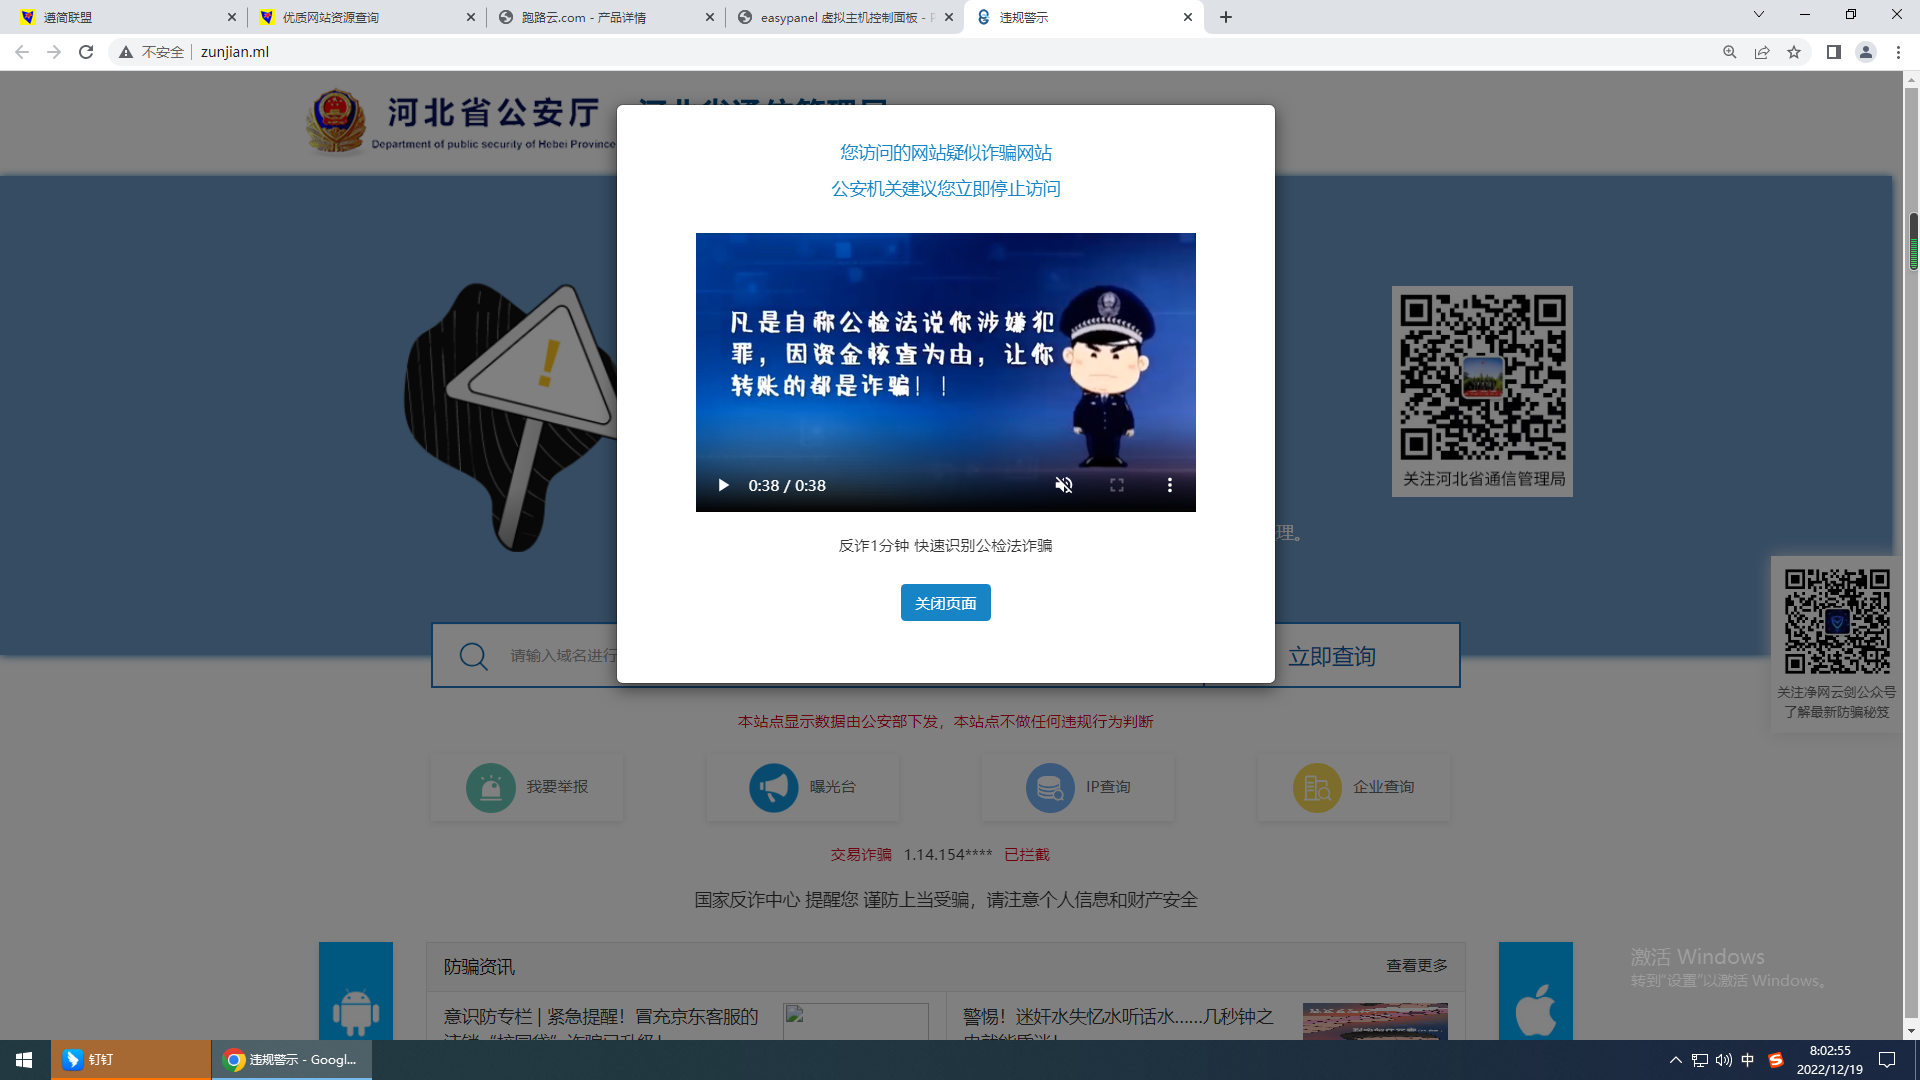 遵简联盟
优质网站资源查询
跑路云.com - 产品详情
easypanel 虚拟主机控制面板 -
违规警示
不安全
zunjian.ml
河北省公安厅
Department of public security of Hebei Province
您访问的网站疑似诈骗网站
公安机关建议您立即停止访问
凡是自称公检法说你涉嫌犯
罪，因资金核查为由，让你
转账的都是诈骗！！
0:38 / 0:38
反诈1分钟 快速识别公检法诈骗
关闭页面
关注河北省通信管理局
理。
请输入域名进行
立即查询
关注净网云剑公众号
了解最新防骗秘笈
本站点显示数据由公安部下发，本站点不做任何违规行为判断
我要举报
曝光台
IP查询
企业查询
交易诈骗 1.14.154**** 已拦截
国家反诈中心 提醒您 谨防上当受骗，请注意个人信息和财产安全
防骗资讯
查看更多
意识防专栏 | 紧急提醒！冒充京东客服的
警惕！迷奸水失忆水听话水......几秒钟之
激活 Windows
转到“设置”以激活 Windows。
钉钉
违规警示 - Googl...
中
8:02:55
2022/12/19